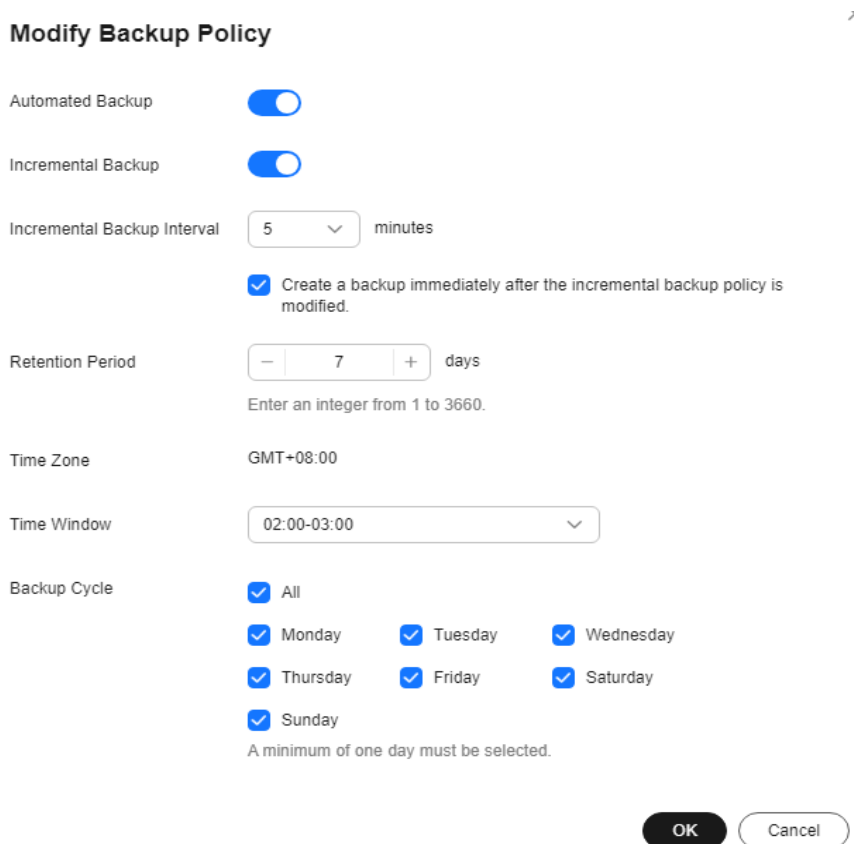 Modify Backup Policy
Automated Backup
Incremental Backup
Incremental Backup Interval 5 minutes
Create a backup immediately after the incremental backup policy is
modified.
Retention Period − 7 + days
Enter an integer from 1 to 3660.
Time Zone GMT+08:00
Time Window 02:00-03:00
Backup Cycle All
Monday Tuesday Wednesday
Thursday Friday Saturday
Sunday
A minimum of one day must be selected.
OK Cancel